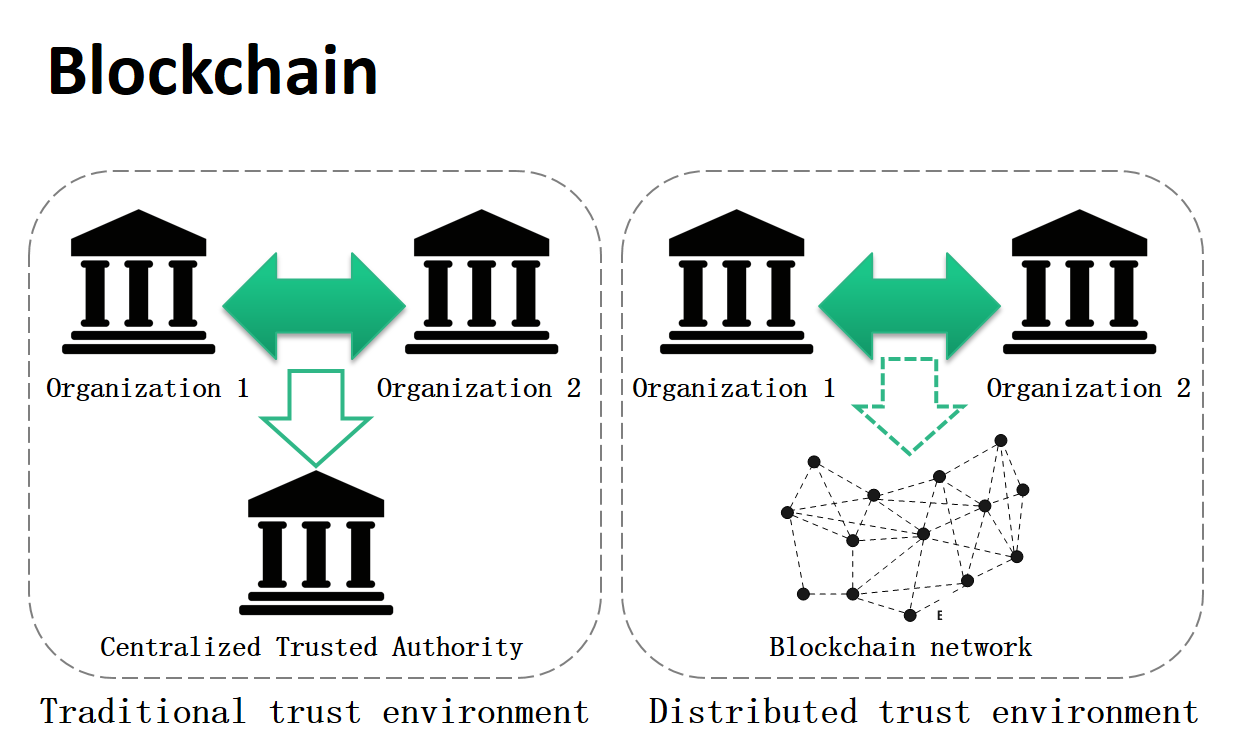 Blockchain
Organization 1
Organization 2
Centralized Trusted Authority
Traditional trust environment
Organization 1
Organization 2
E
Blockchain network
Distributed trust environment